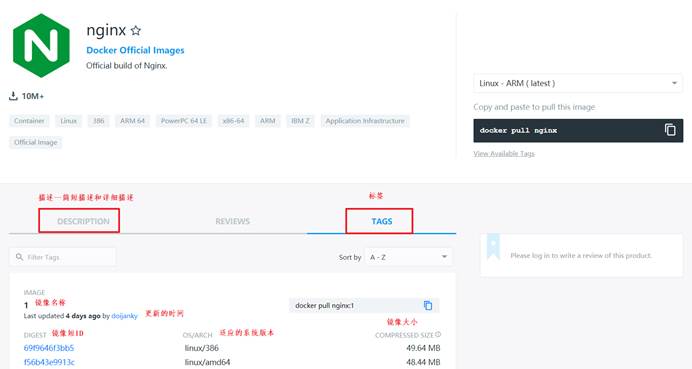 nginx
Docker Official Images
Official build of Nginx.
10M+
Container Linux 386 ARM 64 PowerPC 64 LE x86-64 ARM IBM Z Application Infrastructure
Official Image
Linux - ARM ( latest )
Copy and paste to pull this image
docker pull nginx
View Available Tags
描述—简短描述和详细描述
标签
DESCRIPTION
REVIEWS
TAGS
Filter Tags
Sort by A - Z
Please log in to write a review of this product.
IMAGE
1 镜像名称
docker pull nginx:1
Last updated 4 days ago by doijanky 更新的时间
镜像大小
DIGEST 镜像短ID
OS/ARCH 适应的系统版本
COMPRESSED SIZE
69f9646f3bb5 linux/386 49.64 MB
f56b43e9913c linux/amd64 48.44 MB